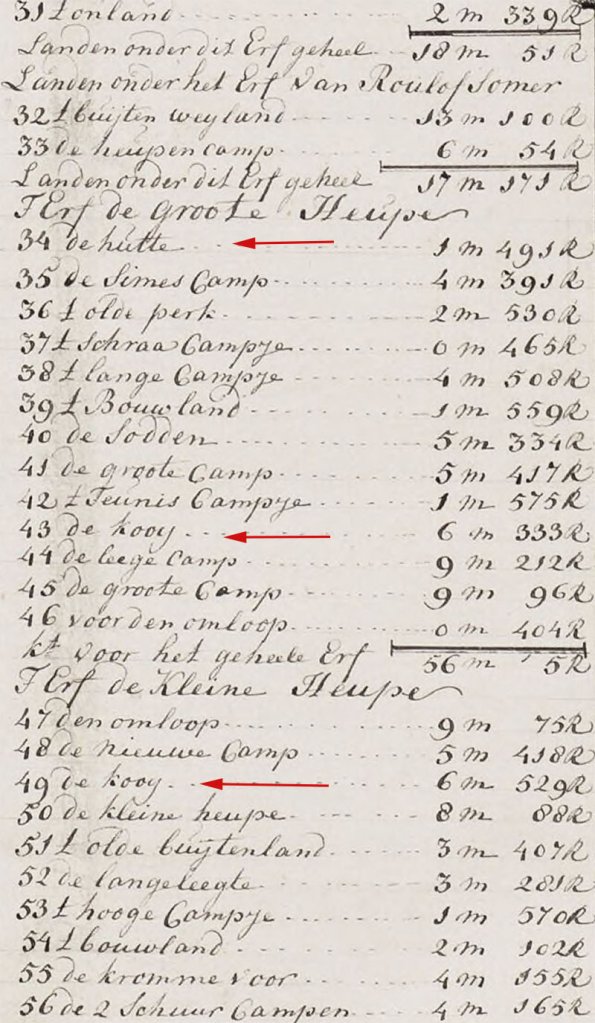 31 t onland 2 m 339 R
Landen onder dit Erf geheel 18 m 51 R
Landen onder het Erf van Roulof Somer
32 t buijten weyland 13 m 100 R
33 de heupen camp 6 m 54 R
Landen onder dit Erf geheel 17 m 171 R
T Erf de Groote Heupe
34 de hutte 1 m 491 R
35 de Simes Camp 4 m 391 R
36 t olde perk 2 m 530 R
37 t Schraa Campje 0 m 465 R
38 t lange Campje 4 m 508 R
39 t Bouwland 1 m 559 R
40 de Sodden 5 m 334 R
41 de groote Camp 5 m 417 R
42 t Teunis Campje 1 m 575 R
43 de kooy 6 m 333 R
44 de leege Camp 9 m 212 R
45 de groote Camp 9 m 96 R
46 voor den omloop 0 m 404 R
kt voor het geheele Erf 56 m 5 R
T Erf de Kleine Heupe
47 den omloop 9 m 75 R
48 de nieuwe Camp 5 m 418 R
49 de kooy 6 m 529 R
50 de kleine heupe 8 m 88 R
51 t olde buijtenland 3 m 407 R
52 de langeleegte 3 m 281 R
53 t hooge Campje 1 m 570 R
54 t bouwland 2 m 102 R
55 de kromme voor 4 m 155 R
56 de 2 Schuur Campen 4 m 165 R